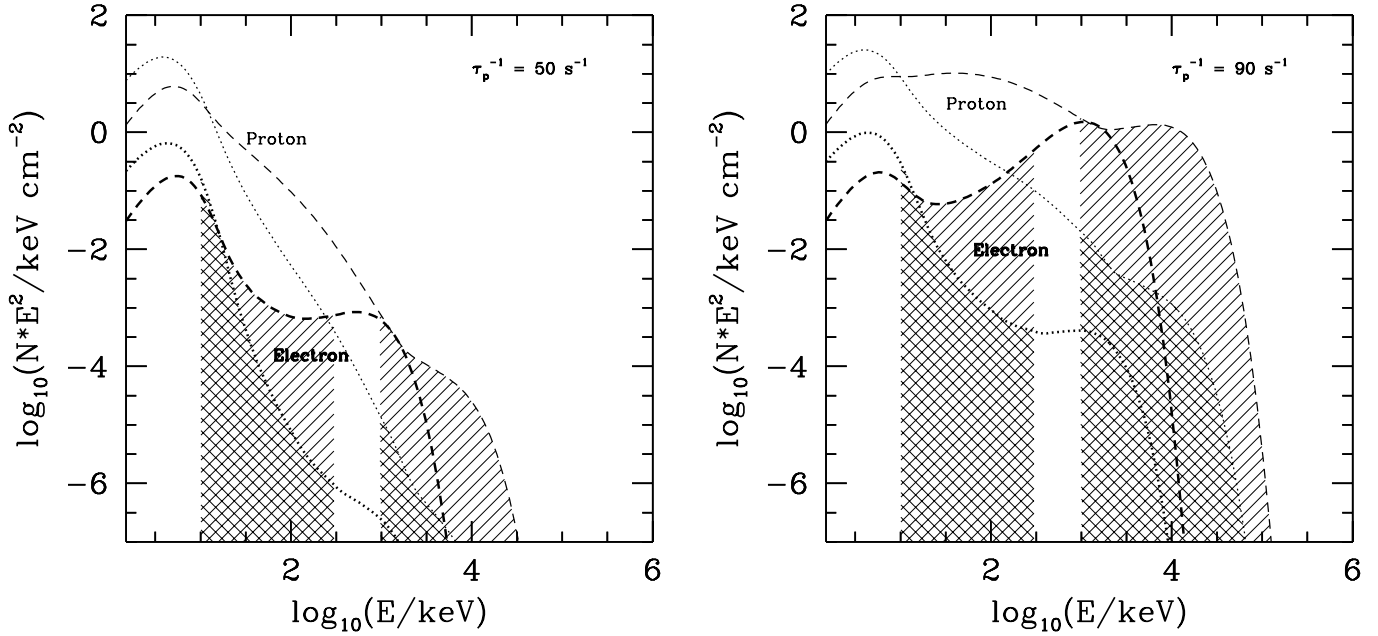 2
0
−2
−4
−6
2
4
6
log₁₀(N*E²/keV cm⁻²)
log₁₀(E/keV)
τₚ⁻¹ = 50 s⁻¹
Proton
Electron
2
0
−2
−4
−6
2
4
6
log₁₀(N*E²/keV cm⁻²)
log₁₀(E/keV)
τₚ⁻¹ = 90 s⁻¹
Proton
Electron